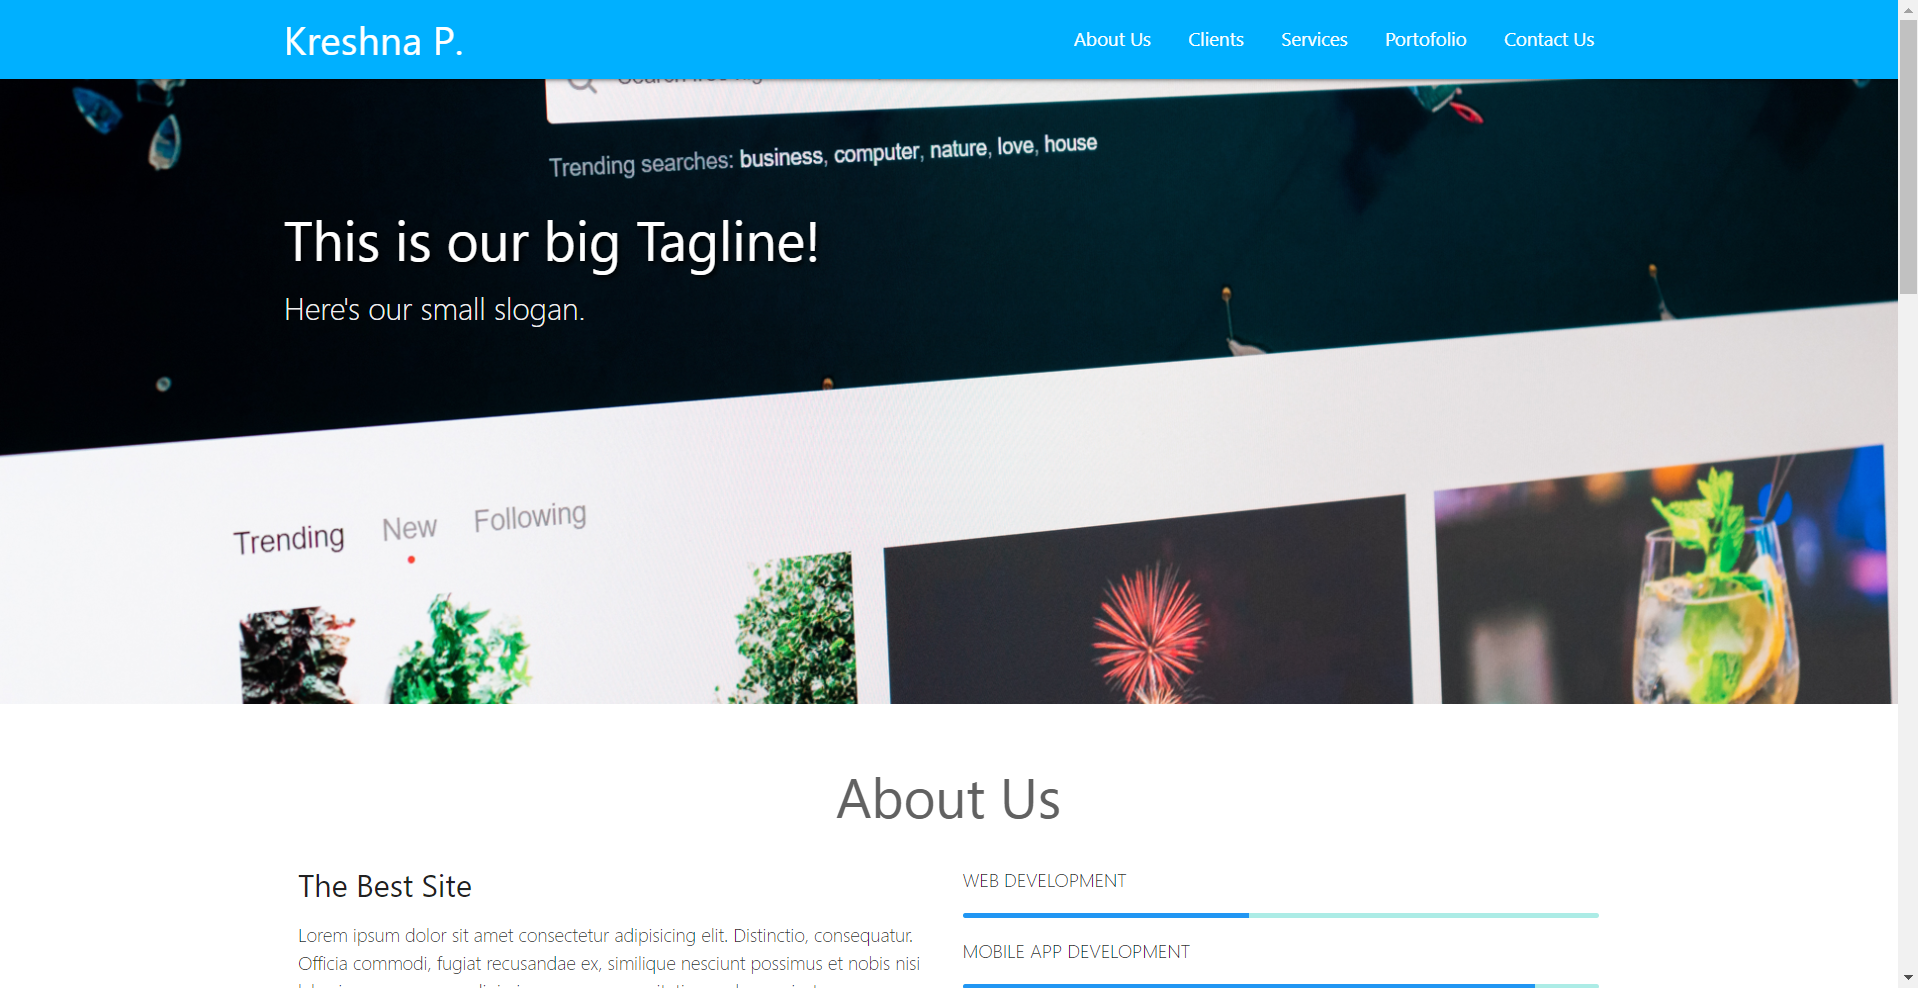 Kreshna P.
About Us Clients Services Portofolio Contact Us
Trending searches: business, computer, nature, love, house
This is our big Tagline!
Here's our small slogan.
Trending New Following
About Us
The Best Site
Lorem ipsum dolor sit amet consectetur adipisicing elit. Distinctio, consequatur.
Officia commodi, fugiat recusandae ex, similique nesciunt possimus et nobis nisi
WEB DEVELOPMENT
MOBILE APP DEVELOPMENT